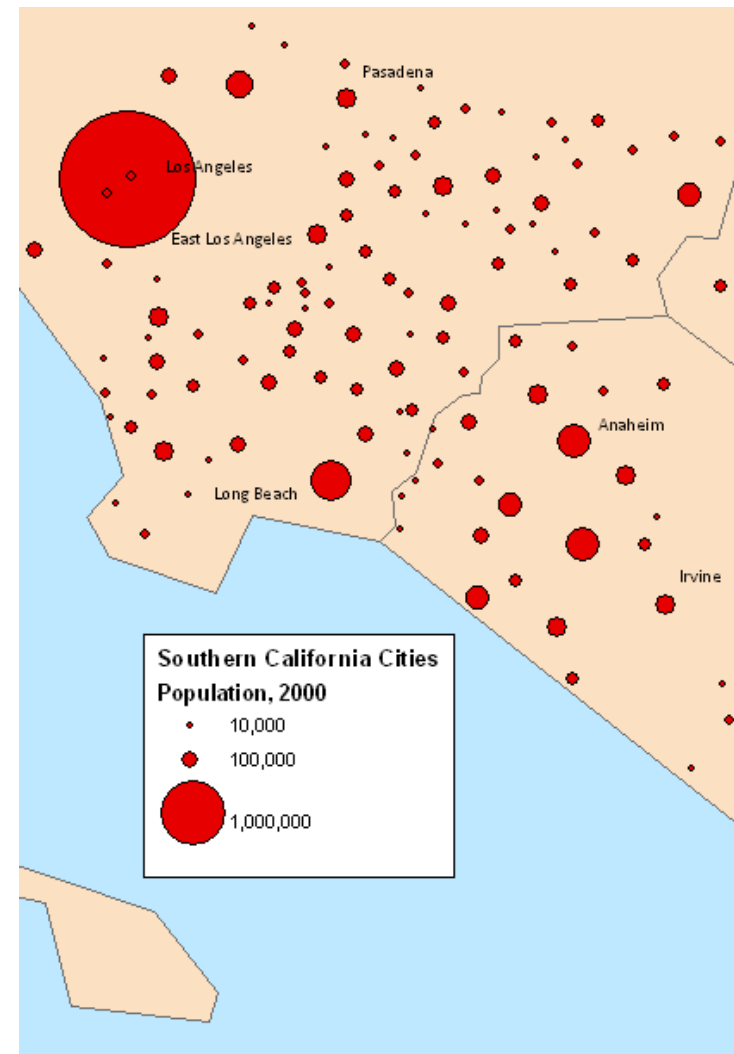 Pasadena
Los Angeles
East Los Angeles
Anaheim
Long Beach
Irvine
Southern California Cities
Population, 2000
10,000
100,000
1,000,000